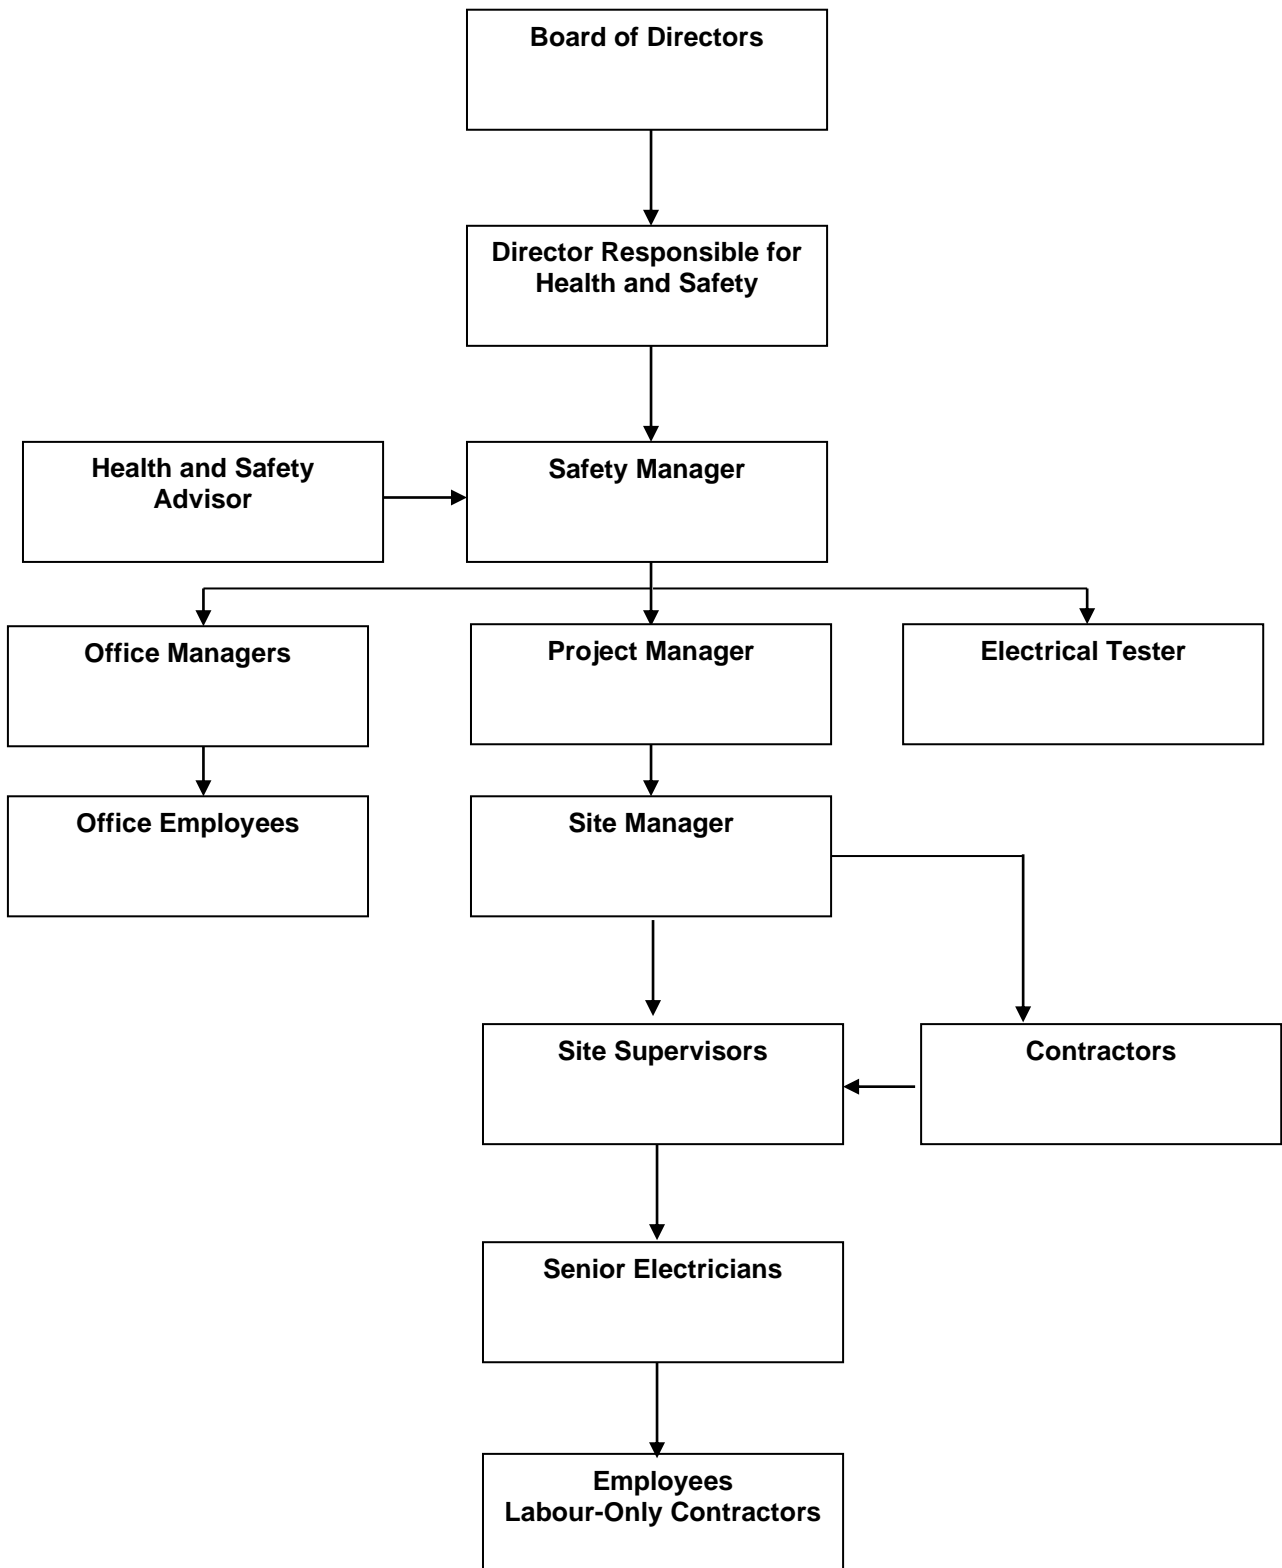 Board of Directors
Director Responsible for
Health and Safety
Health and Safety
Advisor
Safety Manager
Office Managers
Project Manager
Electrical Tester
Office Employees
Site Manager
Site Supervisors
Contractors
Senior Electricians
Employees
Labour-Only Contractors